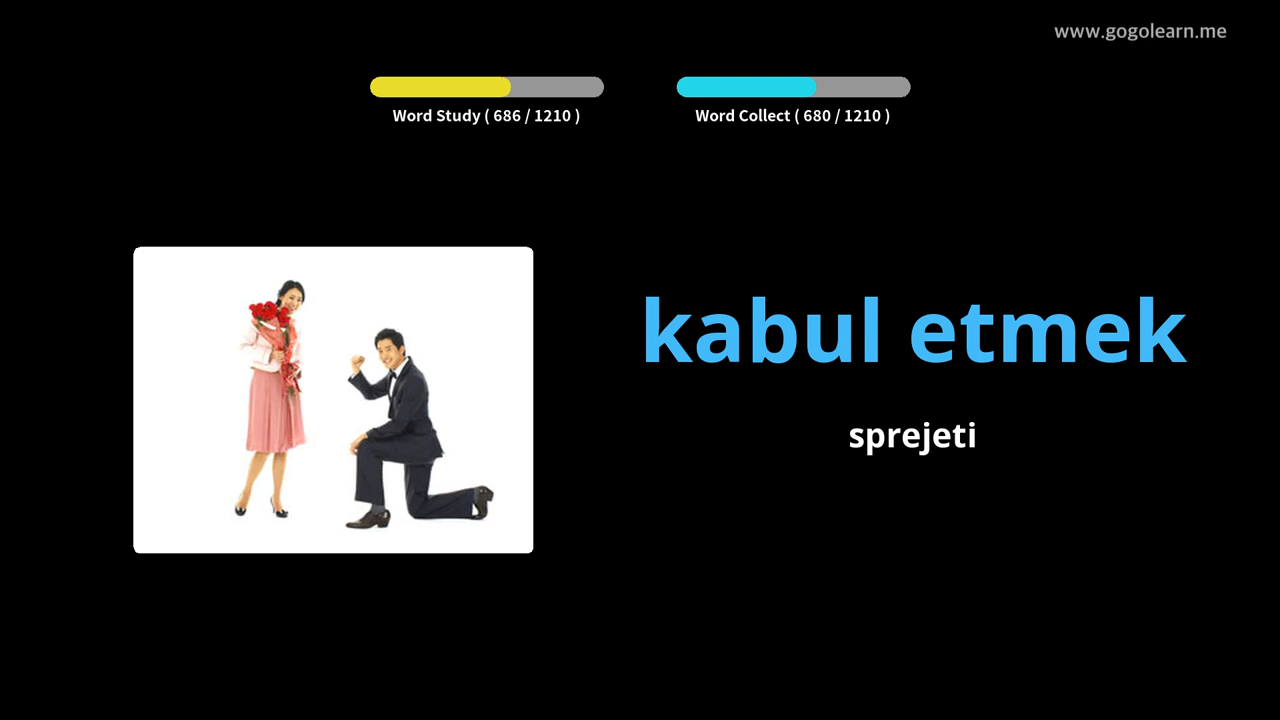 www.gogolearn.me
Word Study ( 686 / 1210 )
Word Collect ( 680 / 1210 )
kabul etmek
sprejeti